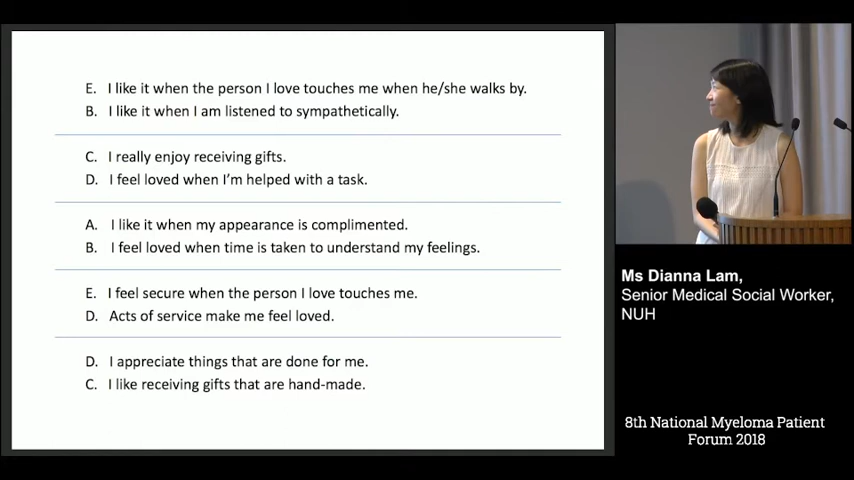 E. I like it when the person I love touches me when he/she walks by.
B. I like it when I am listened to sympathetically.
C. I really enjoy receiving gifts.
D. I feel loved when I'm helped with a task.
A. I like it when my appearance is complimented.
B. I feel loved when time is taken to understand my feelings.
E. I feel secure when the person I love touches me.
D. Acts of service make me feel loved.
D. I appreciate things that are done for me.
C. I like receiving gifts that are hand-made.
Ms Dianna Lam,
Senior Medical Social Worker,
NUH
8th National Myeloma Patient
Forum 2018